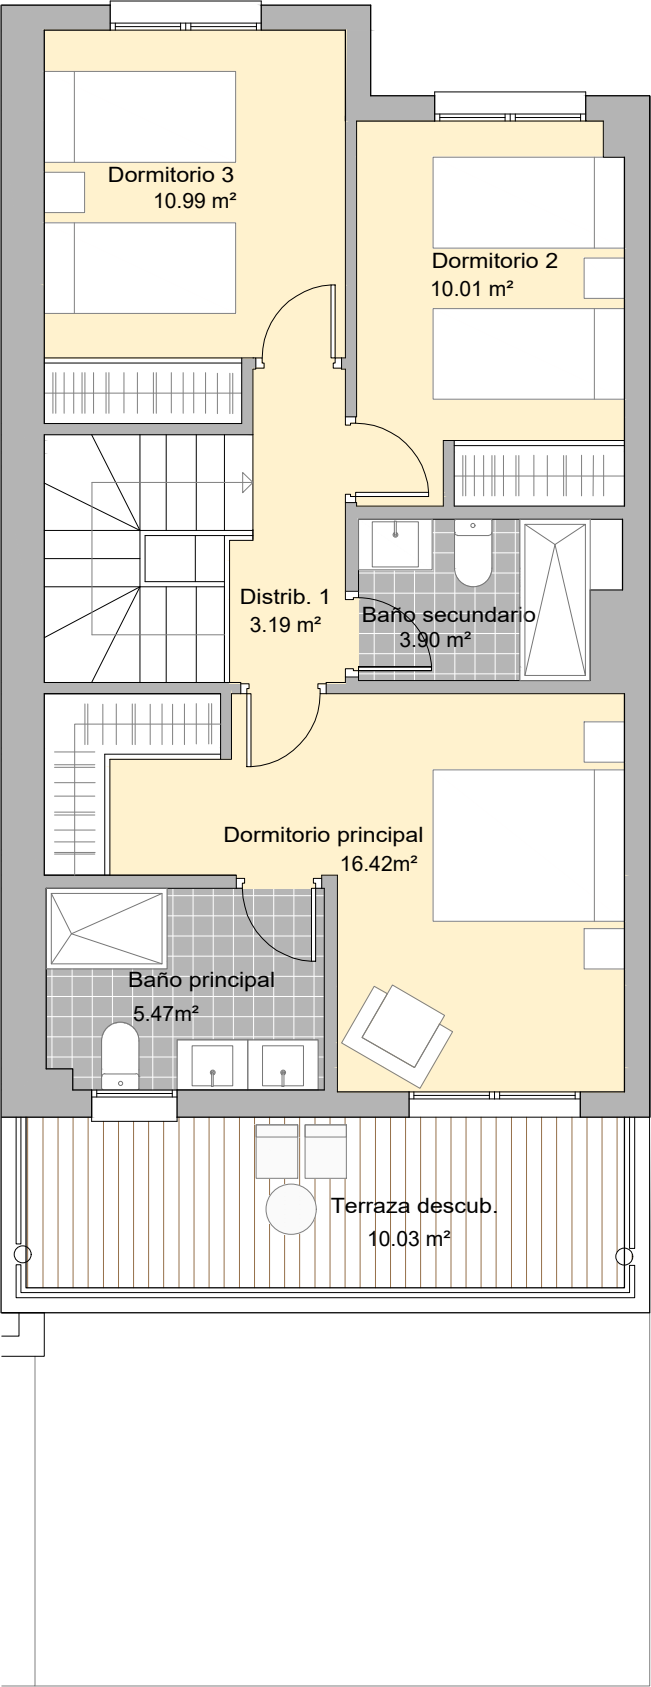 Dormitorio 3
10.99 m²
Dormitorio 2
10.01 m²
Distrib. 1
3.19 m²
Baño secundario
3.90 m²
Dormitorio principal
16.42m²
Baño principal
5.47m²
Terraza descub.
10.03 m²